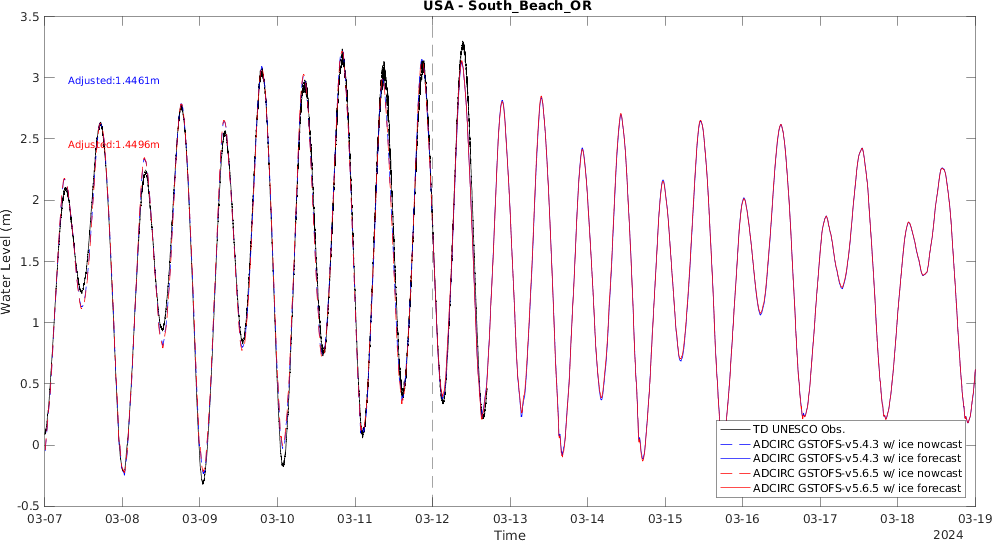 USA - South_Beach_OR
3.5
3
2.5
2
1.5
1
0.5
0
-0.5
Water Level (m)
Adjusted:1.4461m
Adjusted:1.4496m
TD UNESCO Obs.
ADCIRC GSTOFS-v5.4.3 w/ ice nowcast
ADCIRC GSTOFS-v5.4.3 w/ ice forecast
ADCIRC GSTOFS-v5.6.5 w/ ice nowcast
ADCIRC GSTOFS-v5.6.5 w/ ice forecast
03-07 03-08 03-09 03-10 03-11 03-12 03-13 03-14 03-15 03-16 03-17 03-18 03-19
Time
2024